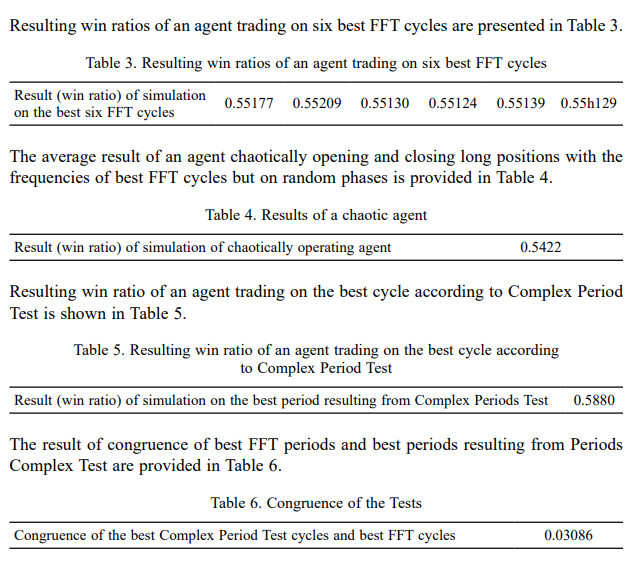 Resulting win ratios of an agent trading on six best FFT cycles are presented in Table 3.
Table 3. Resulting win ratios of an agent trading on six best FFT cycles
Result (win ratio) of simulation
on the best six FFT cycles 0.55177 0.55209 0.55130 0.55124 0.55139 0.55h129
The average result of an agent chaotically opening and closing long positions with the
frequencies of best FFT cycles but on random phases is provided in Table 4.
Table 4. Results of a chaotic agent
Result (win ratio) of simulation of chaotically operating agent 0.5422
Resulting win ratio of an agent trading on the best cycle according to Complex Period
Test is shown in Table 5.
Table 5. Resulting win ratio of an agent trading on the best cycle according
to Complex Period Test
Result (win ratio) of simulation on the best period resulting from Complex Periods Test 0.5880
The result of congruence of best FFT periods and best periods resulting from Periods
Complex Test are provided in Table 6.
Table 6. Congruence of the Tests
Congruence of the best Complex Period Test cycles and best FFT cycles 0.03086